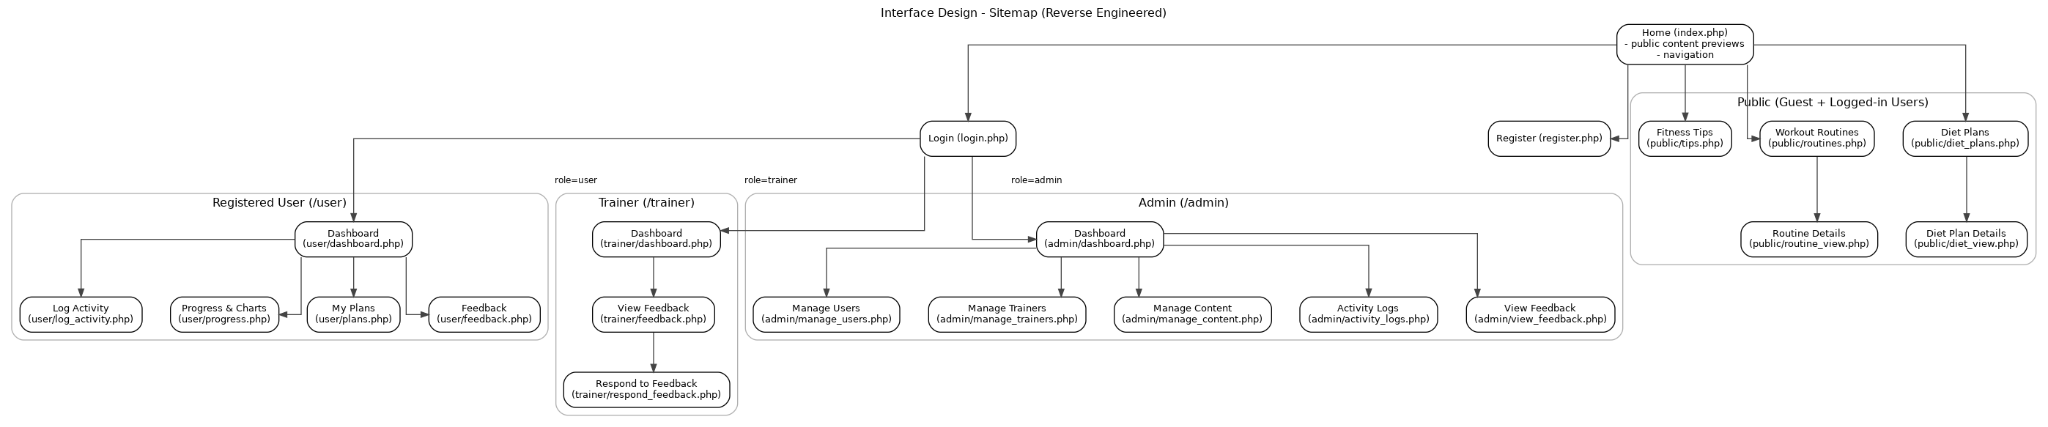 Interface Design - Sitemap (Reverse Engineered)
Home (index.php)
- public content previews
- navigation
Public (Guest + Logged-in Users)
Login (login.php)
Register (register.php)
Fitness Tips
(public/tips.php)
Workout Routines
(public/routines.php)
Diet Plans
(public/diet_plans.php)
role=user
role=trainer
role=admin
Registered User (/user)
Trainer (/trainer)
Admin (/admin)
Dashboard
(user/dashboard.php)
Dashboard
(trainer/dashboard.php)
Dashboard
(admin/dashboard.php)
Routine Details
(public/routine_view.php)
Diet Plan Details
(public/diet_view.php)
Log Activity
(user/log_activity.php)
Progress & Charts
(user/progress.php)
My Plans
(user/plans.php)
Feedback
(user/feedback.php)
View Feedback
(trainer/feedback.php)
Manage Users
(admin/manage_users.php)
Manage Trainers
(admin/manage_trainers.php)
Manage Content
(admin/manage_content.php)
Activity Logs
(admin/activity_logs.php)
View Feedback
(admin/view_feedback.php)
Respond to Feedback
(trainer/respond_feedback.php)